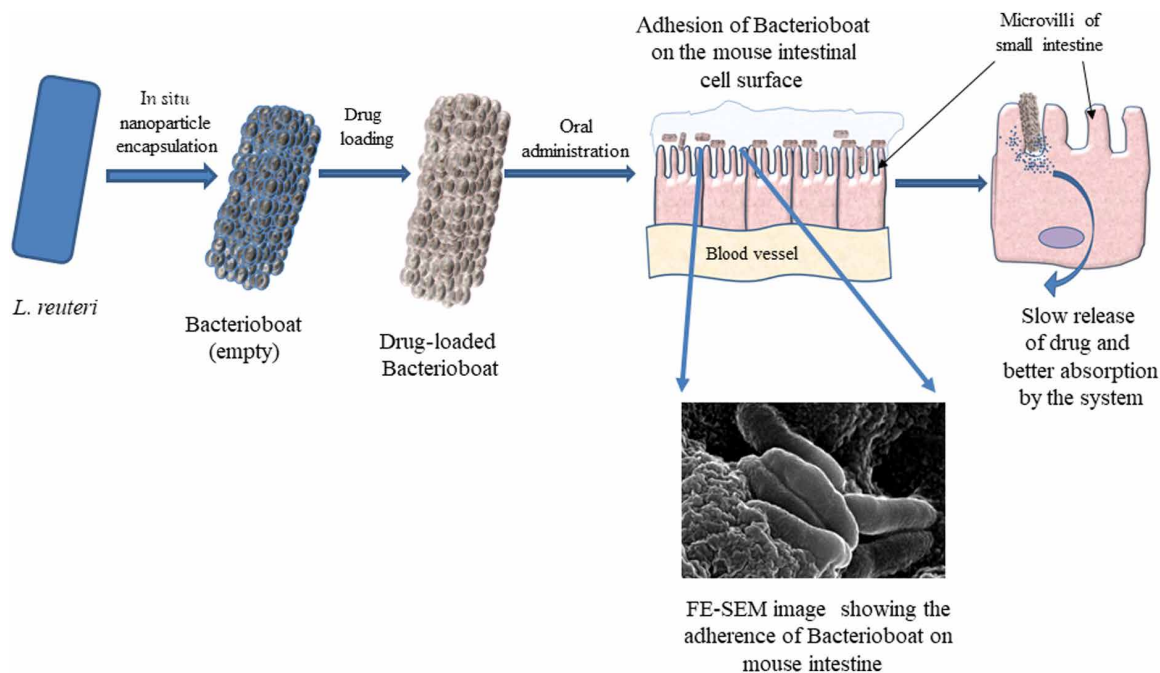 L. reuteri
In situ
nanoparticle
encapsulation
Bacterioboat
(empty)
Drug
loading
Drug-loaded
Bacterioboat
Oral
administration
Adhesion of Bacterioboat
on the mouse intestinal
cell surface
Blood vessel
Microvilli of
small intestine
Slow release
of drug and
better absorption
by the system
FE-SEM image showing the
adherence of Bacterioboat on
mouse intestine